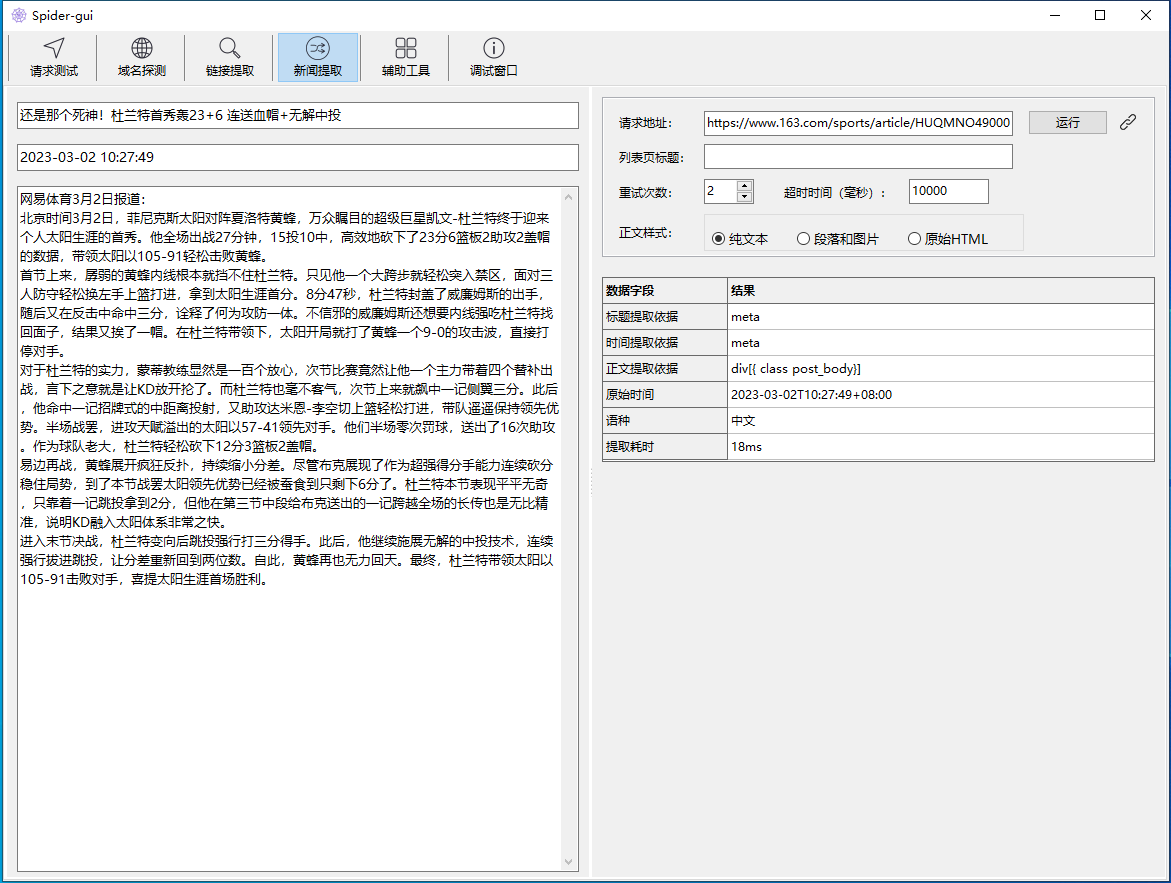 Spider-gui
请求测试
域名探测
链接提取
新闻提取
辅助工具
调试窗口
还是那个死神！杜兰特首秀轰23+6 连送血帽+无解中投
2023-03-02 10:27:49
网易体育3月2日报道：
北京时间3月2日，菲尼克斯太阳对阵夏洛特黄蜂，万众瞩目的超级巨星凯文-杜兰特终于迎来
个人太阳生涯的首秀。他全场出战27分钟，15投10中，高效地砍下了23分6篮板2助攻2盖帽
的数据，带领太阳以105-91轻松击败黄蜂。
首节上来，孱弱的黄蜂内线根本就挡不住杜兰特。只见他一个大跨步就轻松突入禁区，面对三
人防守轻松换左手上篮打进，拿到太阳生涯首分。8分47秒，杜兰特封盖了威廉姆斯的出手，
随后又在反击中命中三分，诠释了何为攻防一体。不信邪的威廉姆斯还想要内线强吃杜兰特找
回面子，结果又挨了一帽。在杜兰特带领下，太阳开局就打了黄蜂一个9-0的攻击波，直接打
停对手。
对于杜兰特的实力，蒙蒂教练显然是一百个放心，次节比赛竟然让他一个主力带着四个替补出
战，言下之意就是让KD放开抡了。而杜兰特也毫不客气，次节上来就飙中一记侧翼三分。此后
，他命中一记招牌式的中距离投射，又助攻达米恩-李空切上篮轻松打进，带队遥遥保持领先优
势。半场战罢，进攻天赋溢出的太阳以57-41领先对手。他们半场零次罚球，送出了16次助攻
。作为球队老大，杜兰特轻松砍下12分3篮板2盖帽。
易边再战，黄蜂展开疯狂反扑，持续缩小分差。尽管布克展现了作为超强得分手能力连续砍分
稳住局势，到了本节战罢太阳领先优势已经被蚕食到只剩下6分了。杜兰特本节表现平平无奇
，只靠着一记跳投拿到2分，但他在第三节中段给布克送出的一记跨越全场的长传也是无比精
准，说明KD融入太阳体系非常之快。
进入末节决战，杜兰特变向后跳投强行打三分得手。此后，他继续施展无解的中投技术，连续
强行拔进跳投，让分差重新回到两位数。自此，黄蜂再也无力回天。最终，杜兰特带领太阳以
105-91击败对手，喜提太阳生涯首场胜利。
请求地址： https://www.163.com/sports/article/HUQMNO49000 运行
列表页标题：
重试次数： 2 超时时间（毫秒）： 10000
正文样式： 纯文本 段落和图片 原始HTML
数据字段 结果
标题提取依据 meta
时间提取依据 meta
正文提取依据 div[{ class post_body}]
原始时间 2023-03-02T10:27:49+08:00
语种 中文
提取耗时 18ms